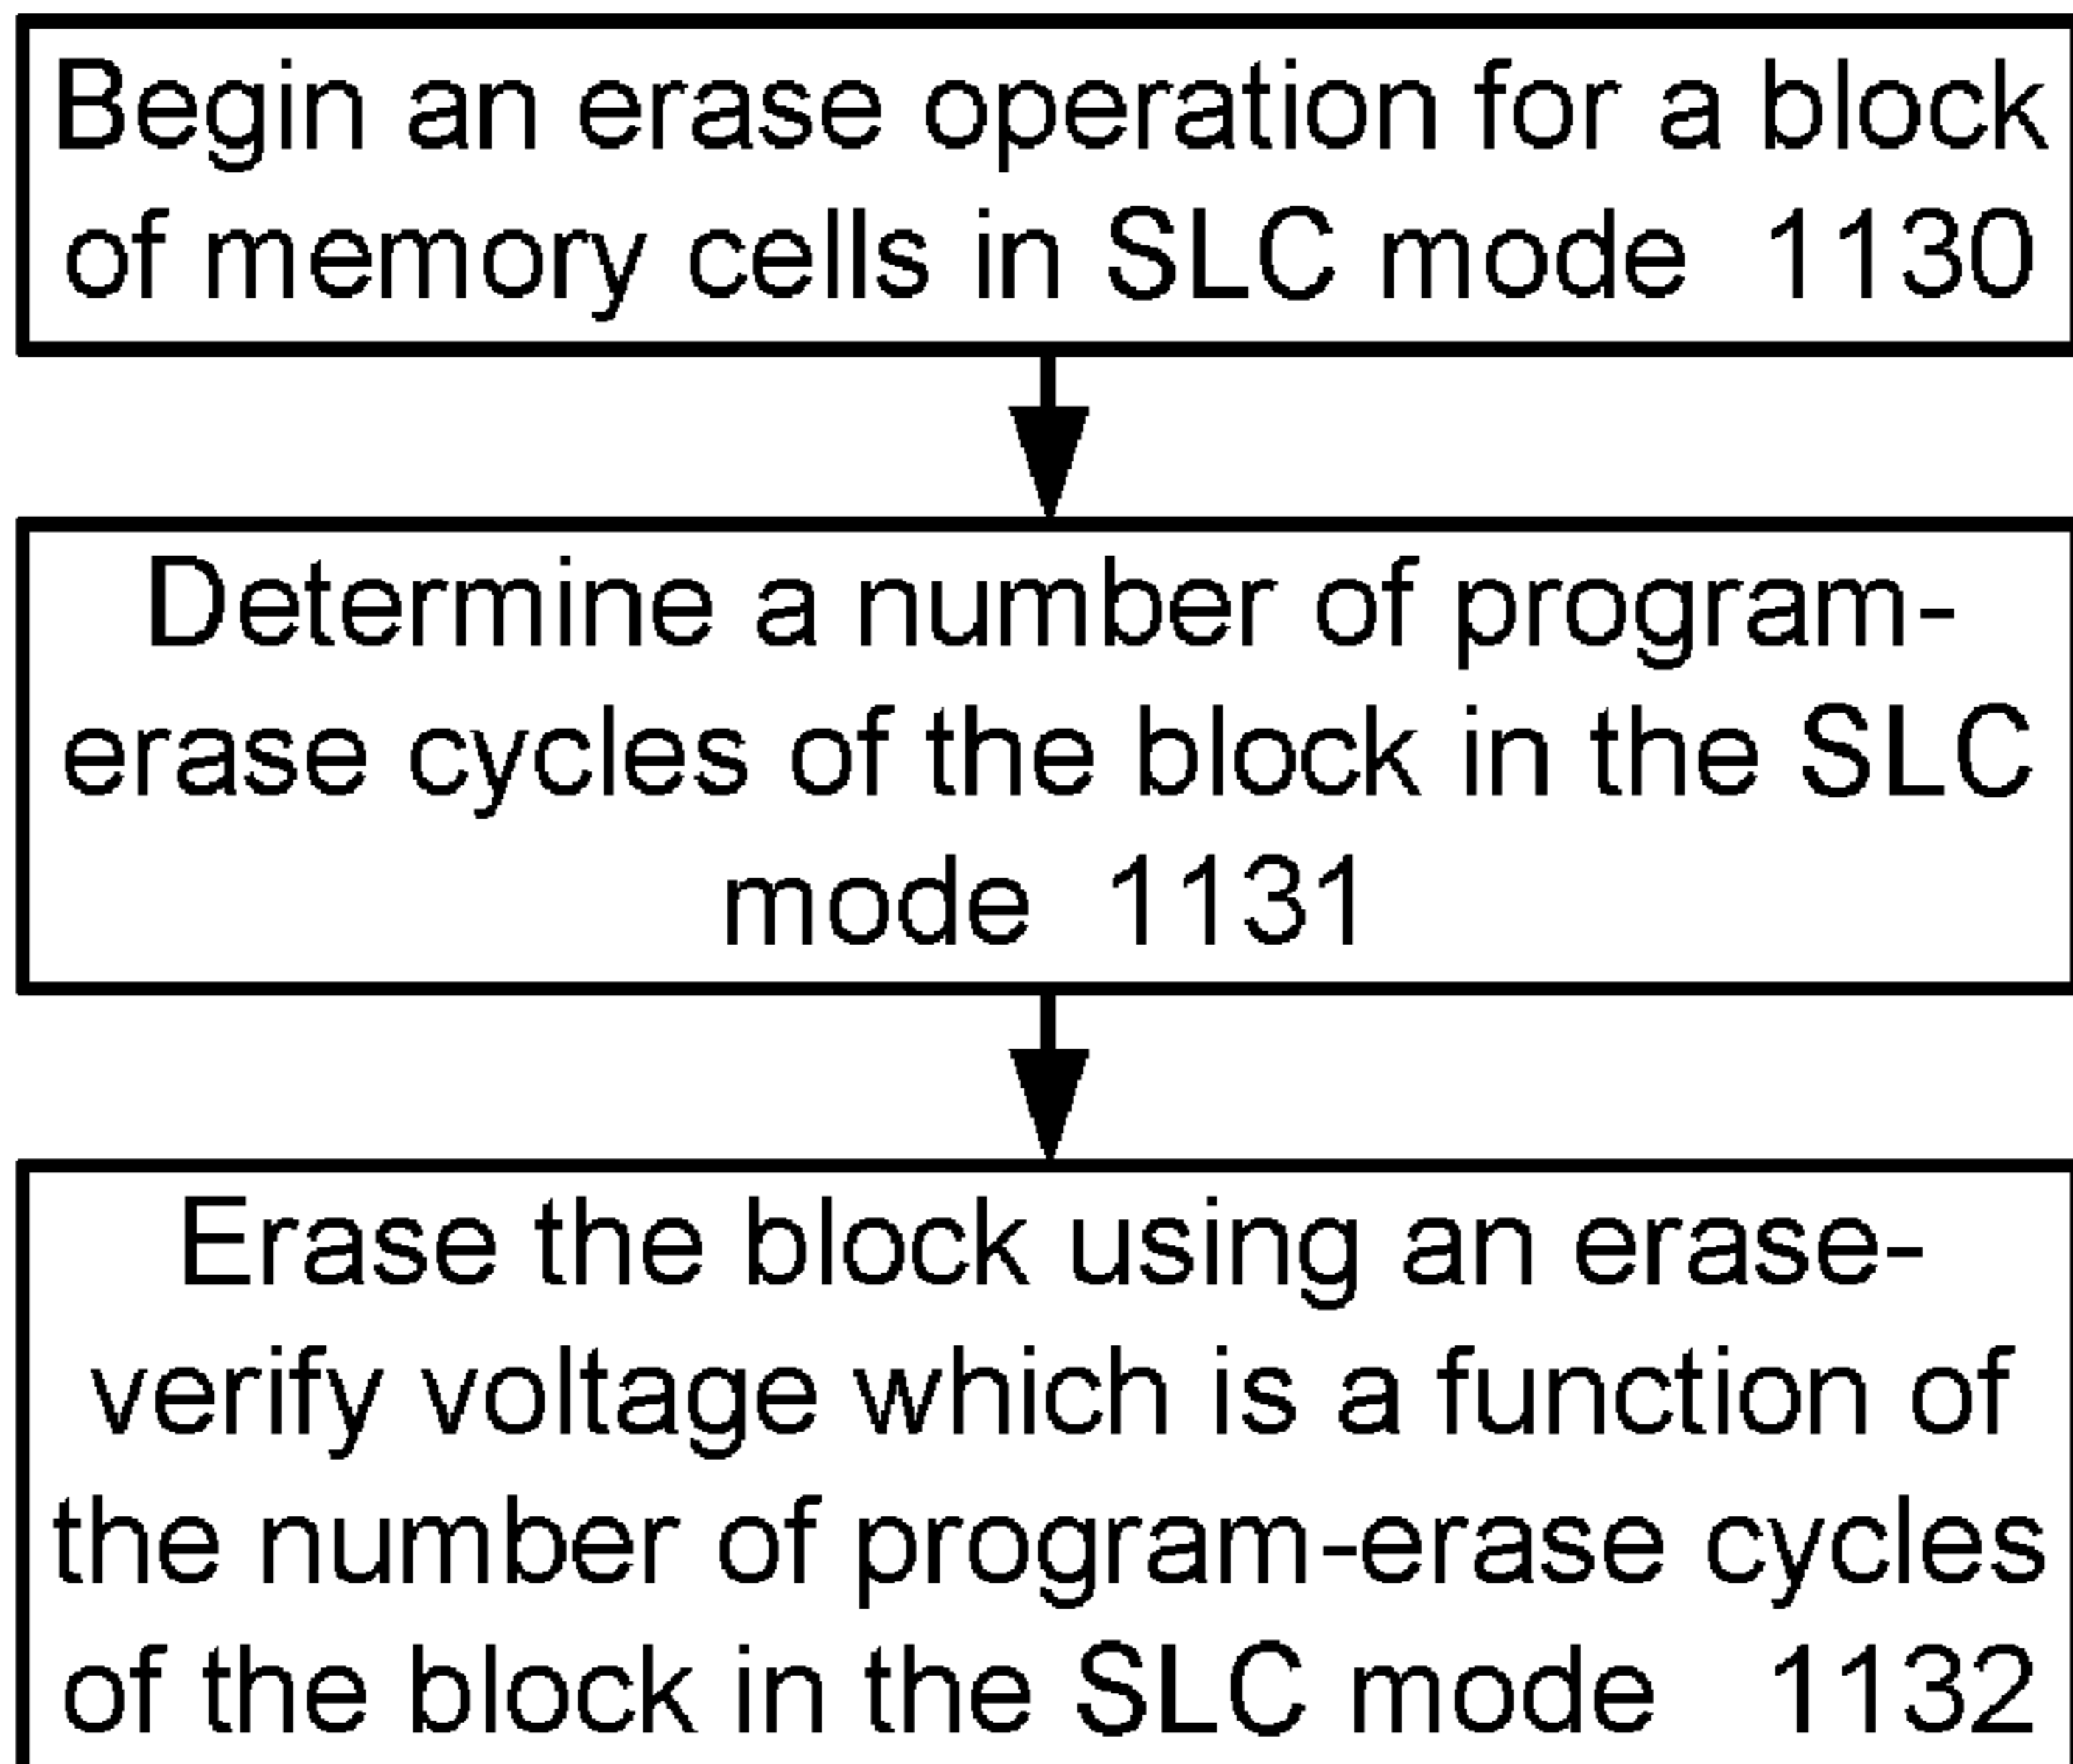 Begin an erase operation for a block
of memory cells in SLC mode 1130
Determine a number of program-
erase cycles of the block in the SLC
mode 1131
Erase the block using an erase-
verify voltage which is a function of
the number of program-erase cycles
of the block in the SLC mode 1132